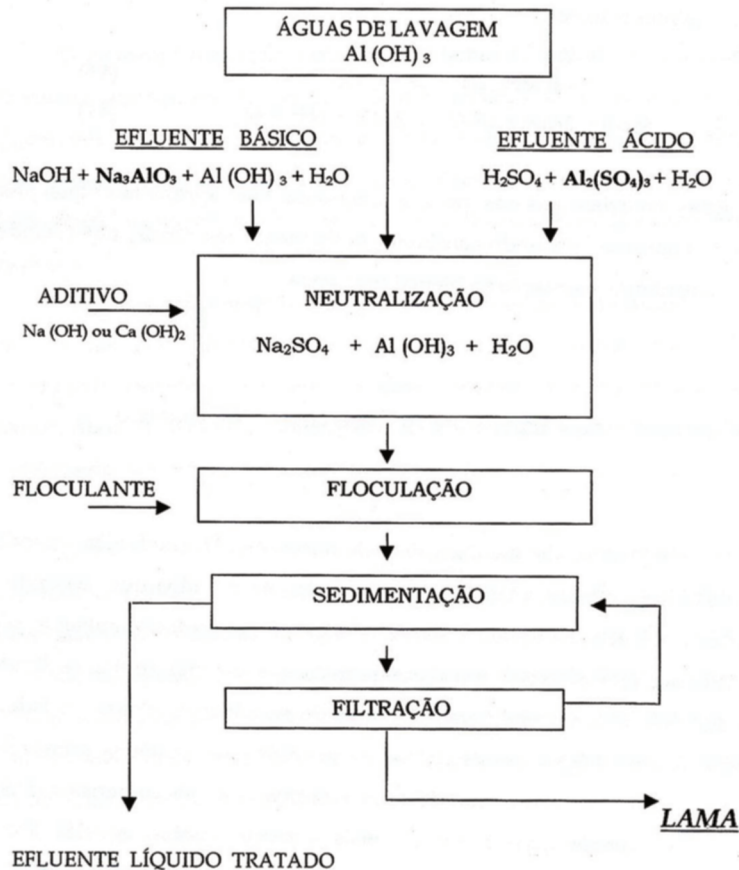 ÁGUAS DE LAVAGEM
Al (OH) ₃
EFLUENTE BÁSICO
NaOH + Na₃AlO₃ + Al (OH) ₃ + H₂O
EFLUENTE ÁCIDO
H₂SO₄ + Al₂(SO₄)₃ + H₂O
ADITIVO
Na (OH) ou Ca (OH)₂
NEUTRALIZAÇÃO
Na₂SO₄ + Al (OH)₃ + H₂O
FLOCULANTE
FLOCULAÇÃO
SEDIMENTAÇÃO
FILTRAÇÃO
LAMA
EFLUENTE LÍQUIDO TRATADO